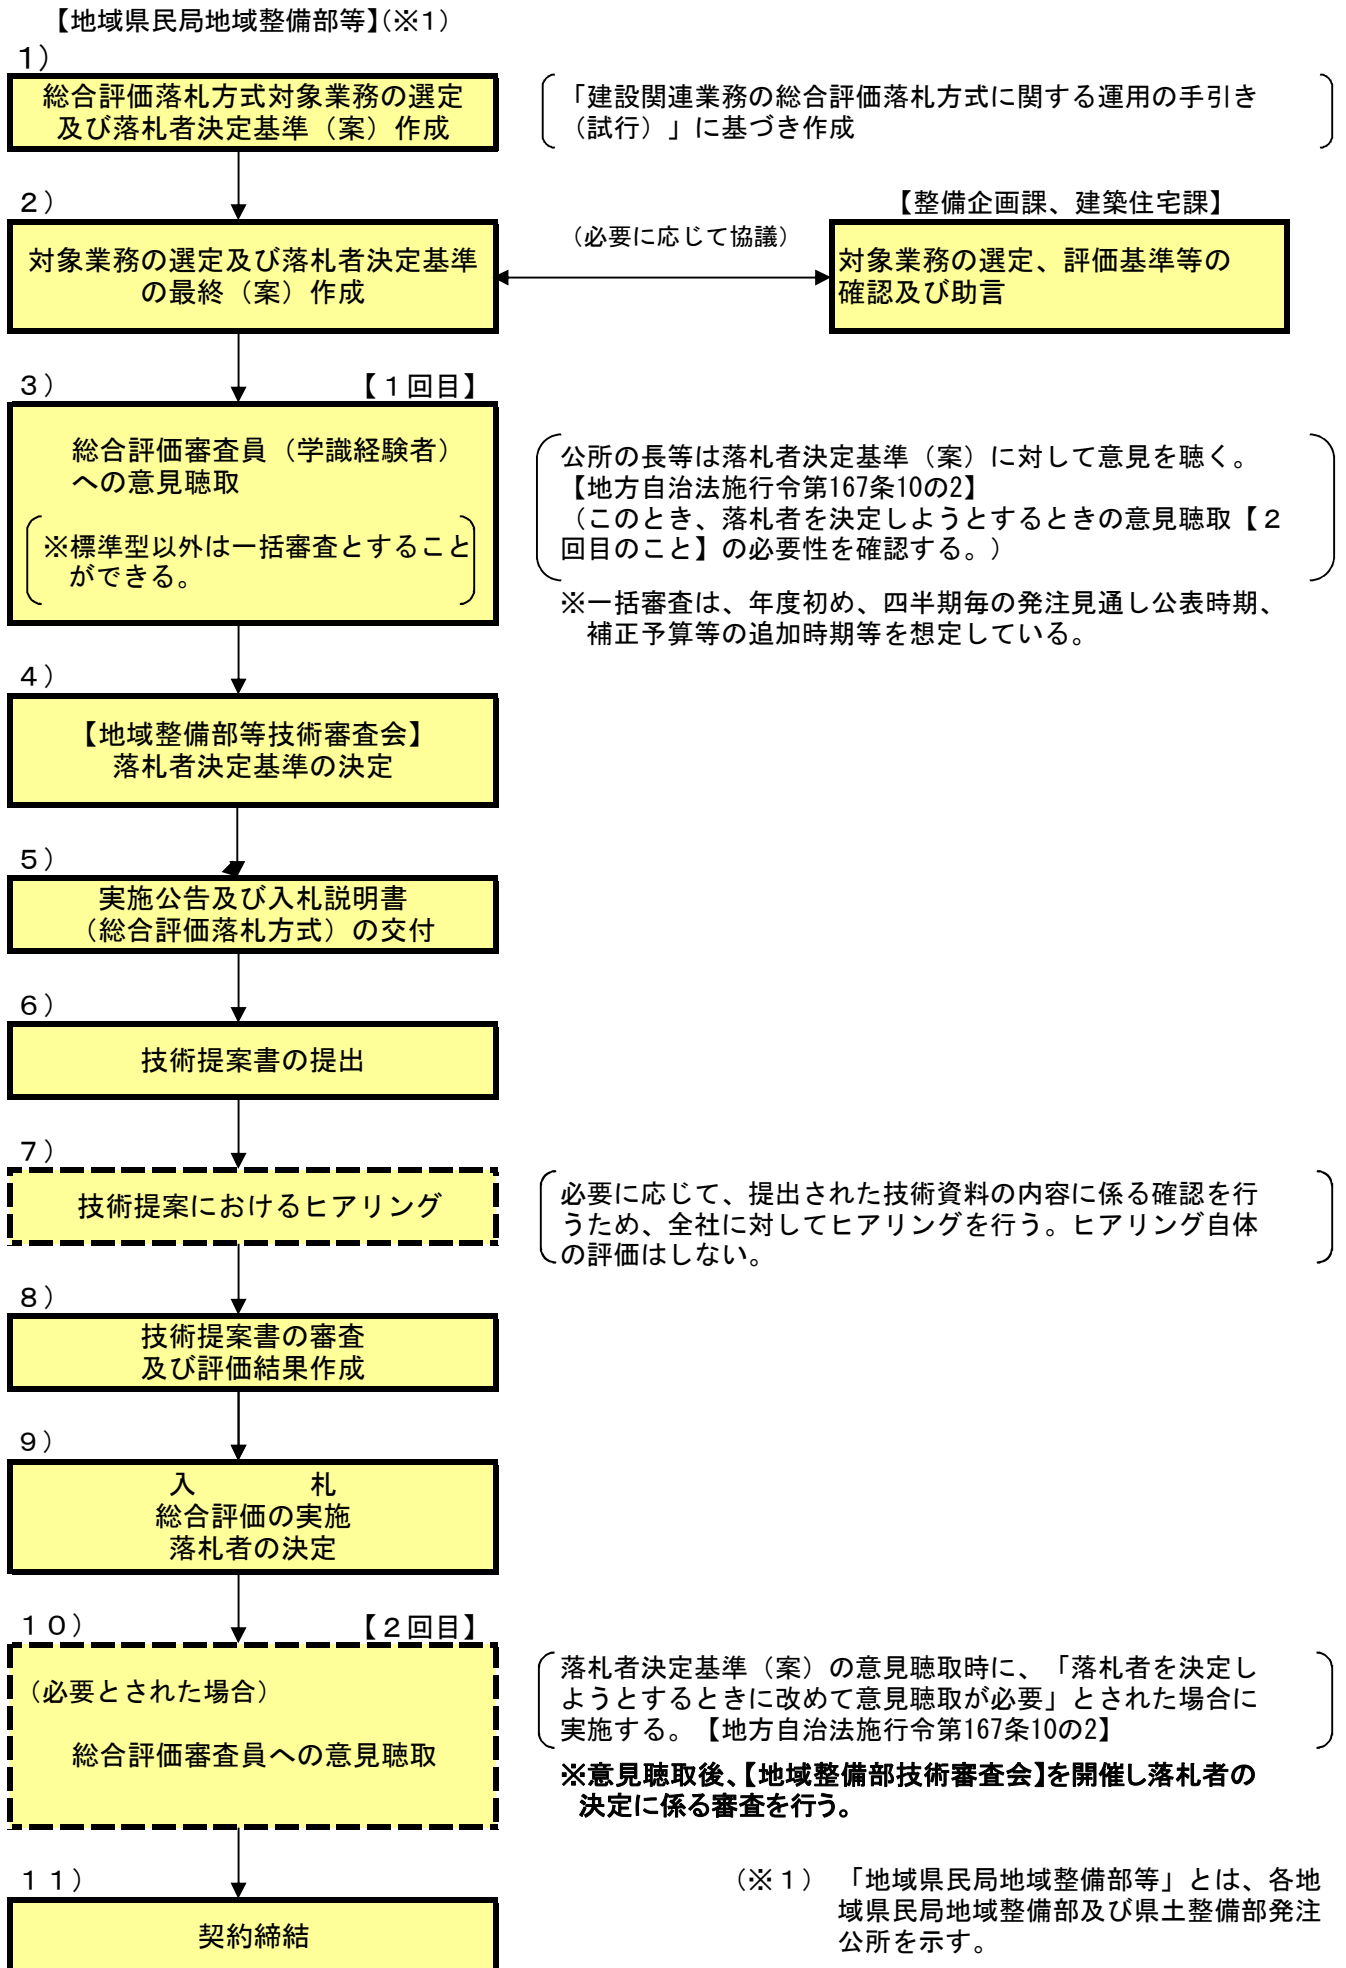 【地域県民局地域整備部等】(※1)
1)
総合評価落札方式対象業務の選定
及び落札者決定基準（案）作成
「建設関連業務の総合評価落札方式に関する運用の手引き
（試行）」に基づき作成
2)
対象業務の選定及び落札者決定基準
の最終（案）作成
（必要に応じて協議）
【整備企画課、建築住宅課】
対象業務の選定、評価基準等の
確認及び助言
3)
【1回目】
総合評価審査員（学識経験者）
への意見聴取
※標準型以外は一括審査とすること
ができる。
公所の長等は落札者決定基準（案）に対して意見を聴く。
【地方自治法施行令第167条10の2】
（このとき、落札者を決定しようとするときの意見聴取【2
回目のこと】の必要性を確認する。）
※一括審査は、年度初め、四半期毎の発注見通し公表時期、
補正予算等の追加時期等を想定している。
4)
【地域整備部等技術審査会】
落札者決定基準の決定
5)
実施公告及び入札説明書
（総合評価落札方式）の交付
6)
技術提案書の提出
7)
技術提案におけるヒアリング
必要に応じて、提出された技術資料の内容に係る確認を行
うため、全社に対してヒアリングを行う。ヒアリング自体
の評価はしない。
8)
技術提案書の審査
及び評価結果作成
9)
入　　　　札
総合評価の実施
落札者の決定
10)
【2回目】
（必要とされた場合）
総合評価審査員への意見聴取
落札者決定基準（案）の意見聴取時に、「落札者を決定し
ようとするときに改めて意見聴取が必要」とされた場合に
実施する。【地方自治法施行令第167条10の2】
※意見聴取後、【地域整備部技術審査会】を開催し落札者の
決定に係る審査を行う。
11)
契約締結
（※1）　「地域県民局地域整備部等」とは、各地
域県民局地域整備部及び県土整備部発注
公所を示す。